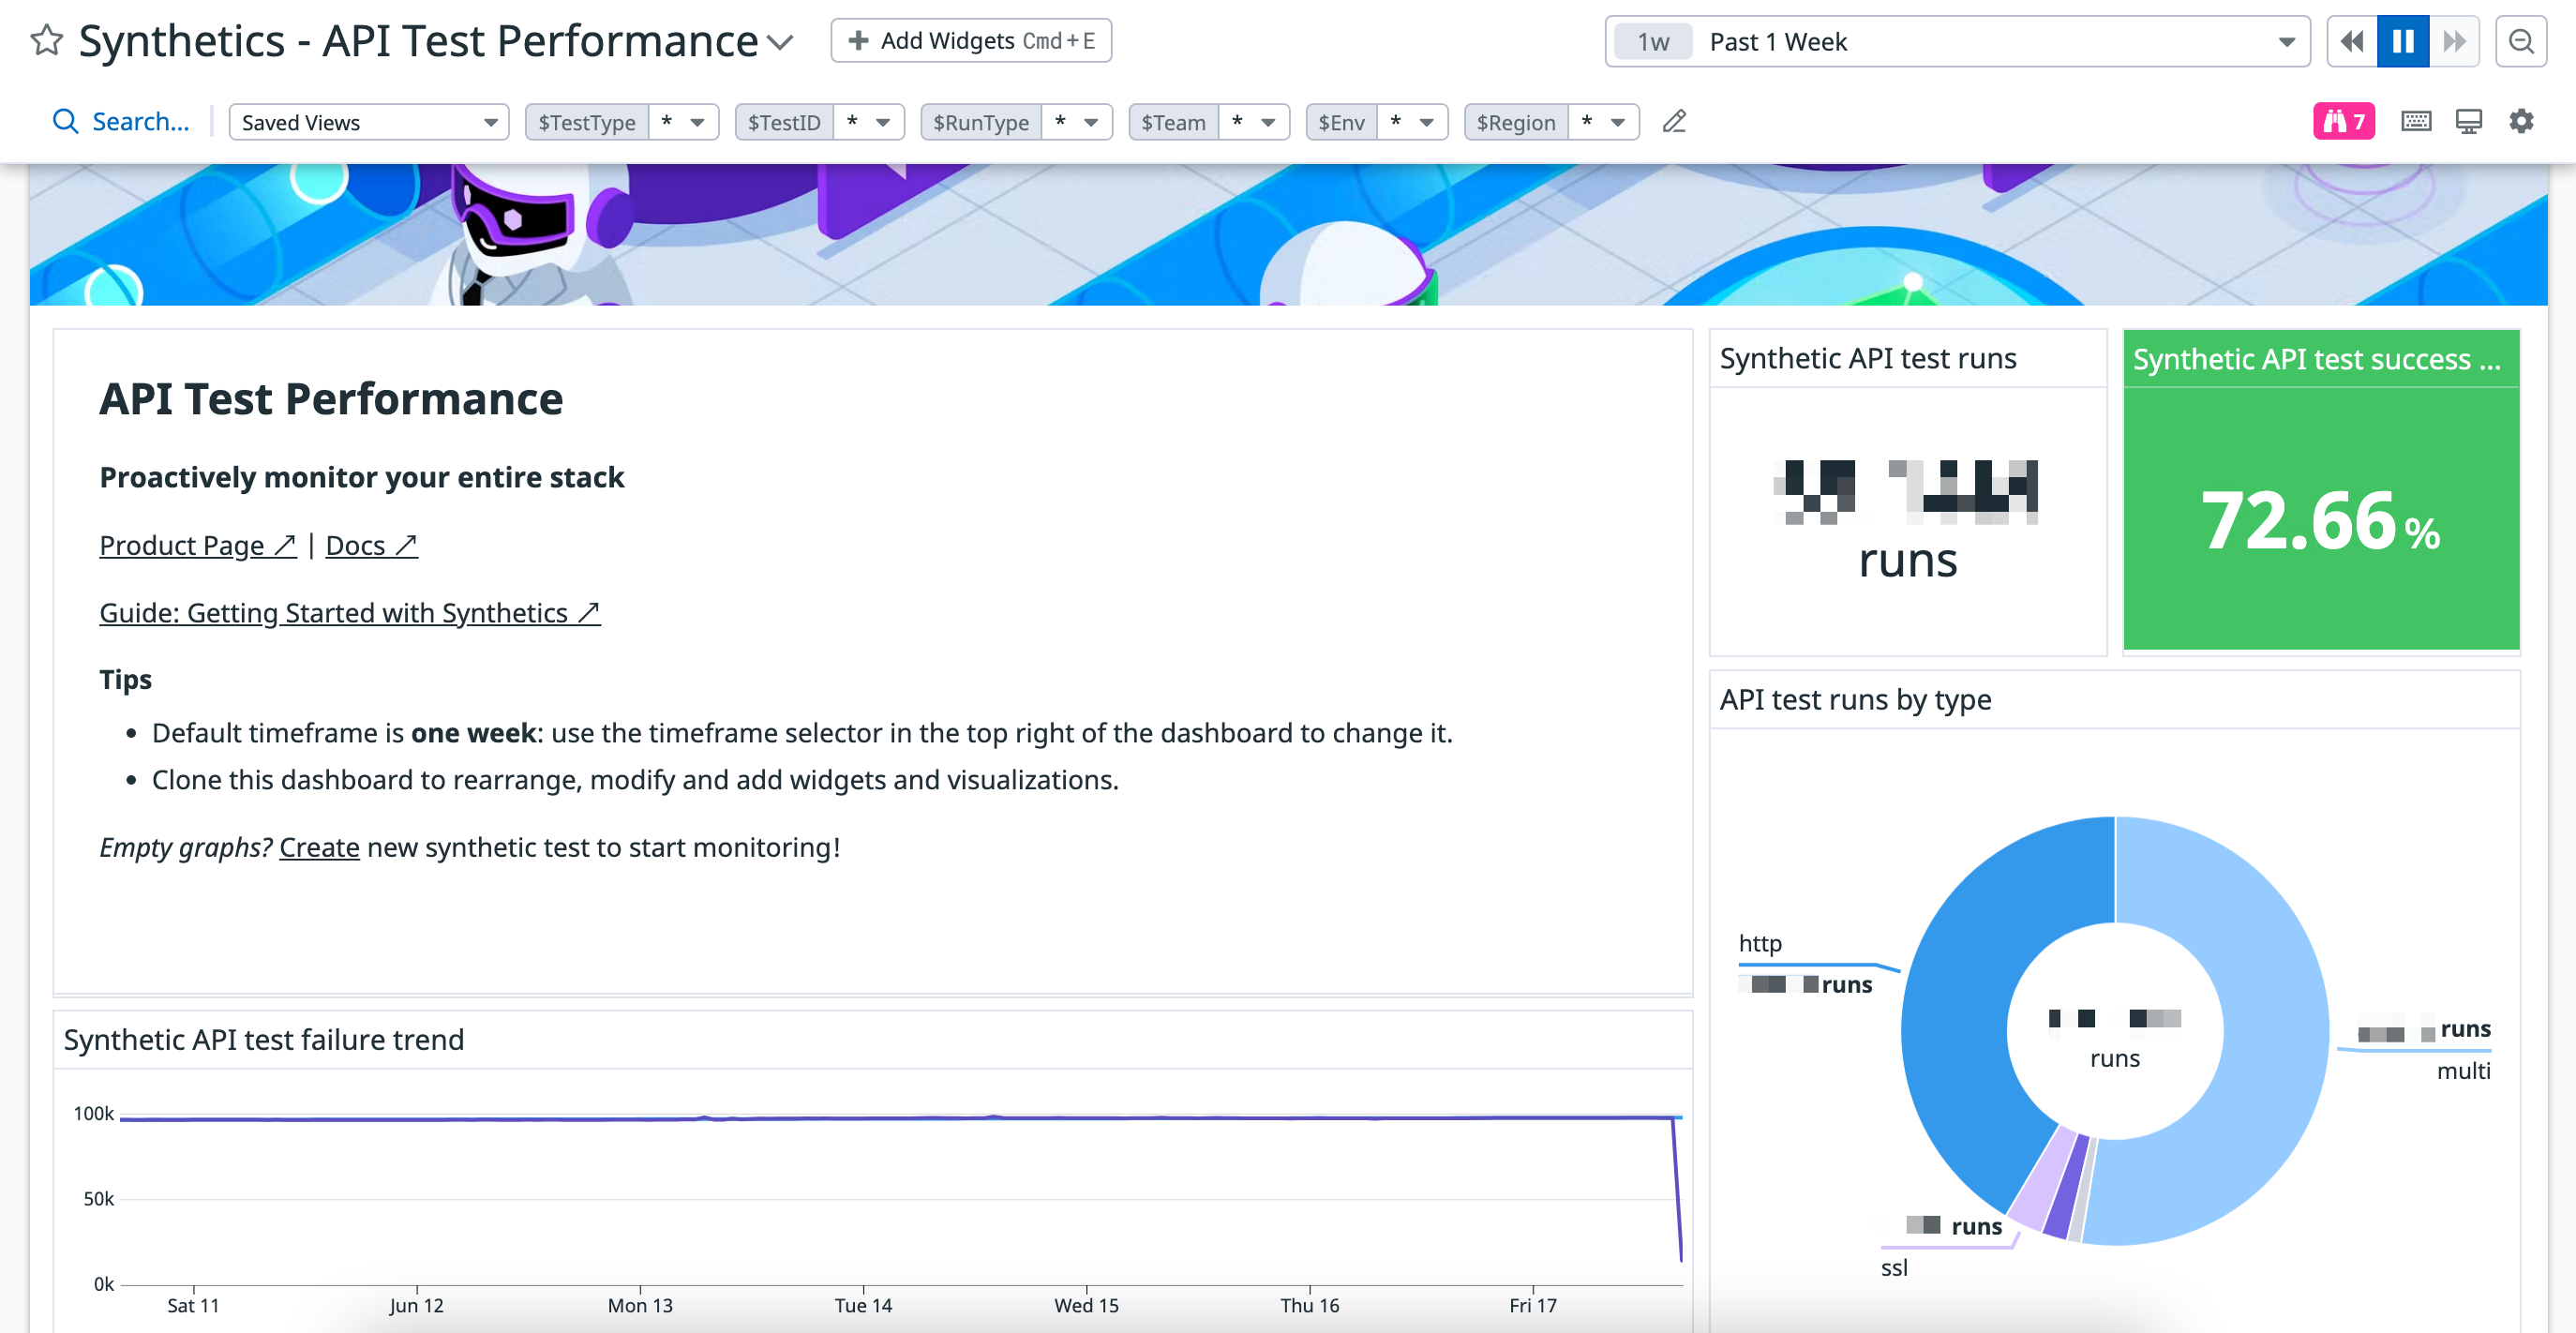 Synthetics - API Test Performance
Add Widgets Cmd+E
1w Past 1 Week
Search...
Saved Views
$TestType *
$TestID *
$RunType *
$Team *
$Env *
$Region *
7
API Test Performance
Proactively monitor your entire stack
Product Page ↗ | Docs ↗
Guide: Getting Started with Synthetics ↗
Tips
• Default timeframe is one week: use the timeframe selector in the top right of the dashboard to change it.
• Clone this dashboard to rearrange, modify and add widgets and visualizations.
Empty graphs? Create new synthetic test to start monitoring!
Synthetic API test runs
runs
Synthetic API test success ...
72.66%
API test runs by type
http
runs
runs
runs
multi
runs
ssl
Synthetic API test failure trend
100k
50k
0k
Sat 11
Jun 12
Mon 13
Tue 14
Wed 15
Thu 16
Fri 17